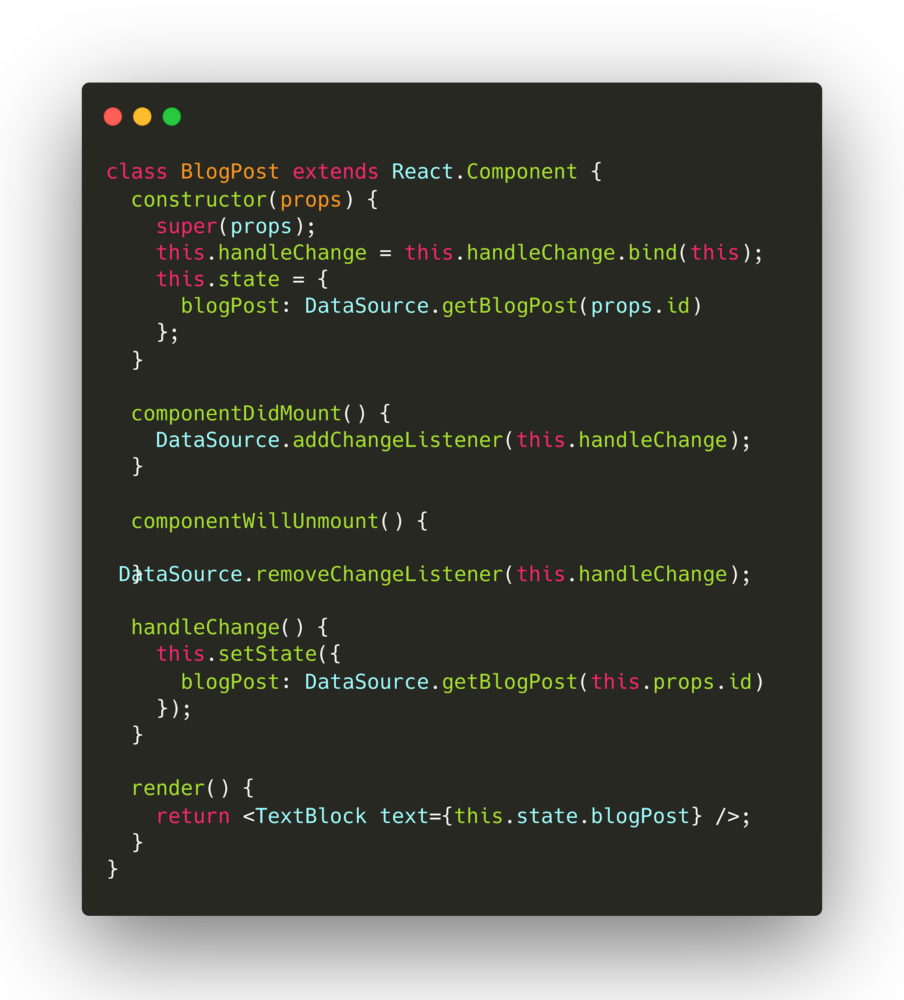 class BlogPost extends React.Component {
  constructor(props) {
    super(props);
    this.handleChange = this.handleChange.bind(this);
    this.state = {
      blogPost: DataSource.getBlogPost(props.id)
    };
  }

  componentDidMount() {
    DataSource.addChangeListener(this.handleChange);
  }

  componentWillUnmount() {

 DataSource.removeChangeListener(this.handleChange);
  }

  handleChange() {
    this.setState({
      blogPost: DataSource.getBlogPost(this.props.id)
    });
  }

  render() {
    return <TextBlock text={this.state.blogPost} />;
  }
}